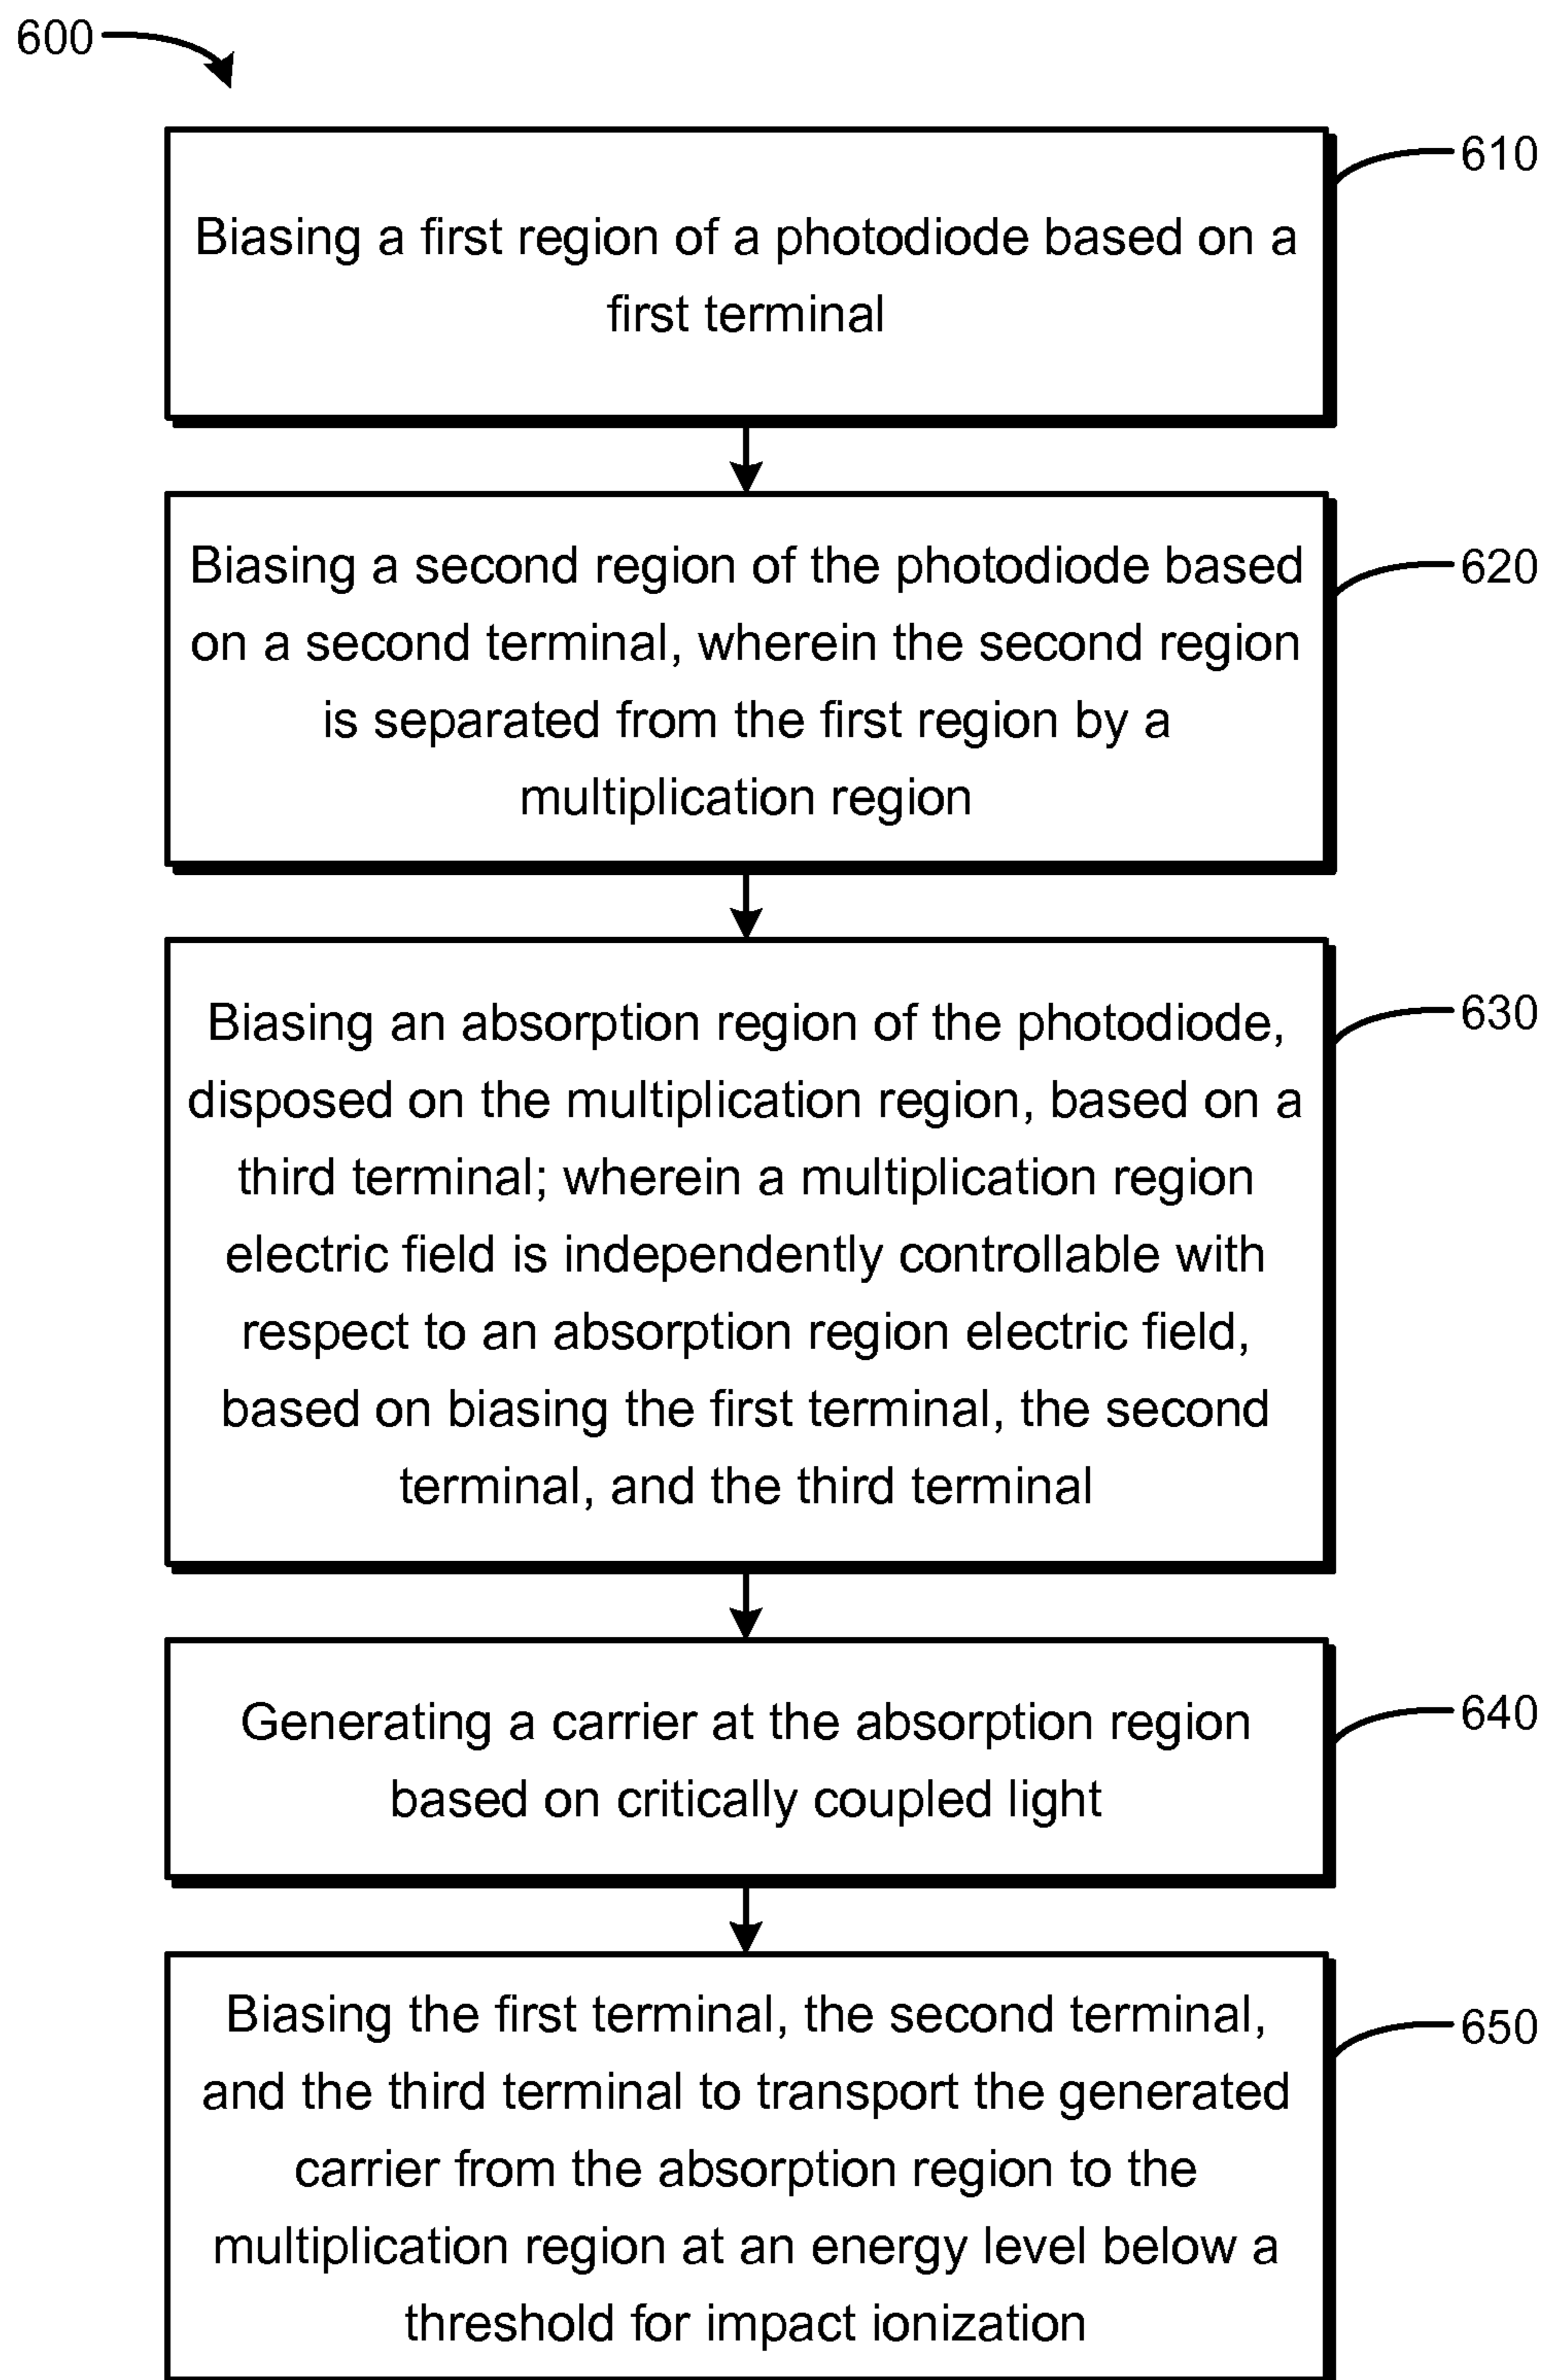 600
610
Biasing a first region of a photodiode based on a
first terminal
620
Biasing a second region of the photodiode based
on a second terminal, wherein the second region
is separated from the first region by a
multiplication region
630
Biasing an absorption region of the photodiode,
disposed on the multiplication region, based on a
third terminal; wherein a multiplication region
electric field is independently controllable with
respect to an absorption region electric field,
based on biasing the first terminal, the second
terminal, and the third terminal
640
Generating a carrier at the absorption region
based on critically coupled light
650
Biasing the first terminal, the second terminal,
and the third terminal to transport the generated
carrier from the absorption region to the
multiplication region at an energy level below a
threshold for impact ionization